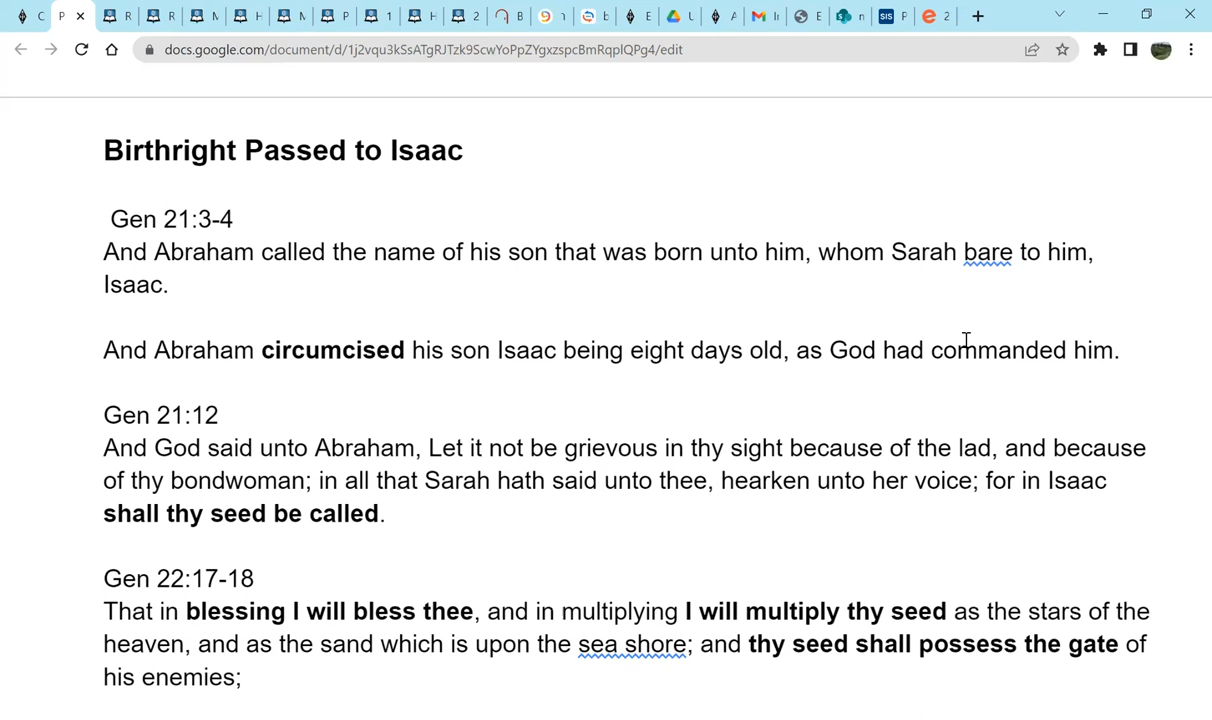 C P R M H M P 1 H 2 B 1 b E U A In E n SIS 2
docs.google.com/document/d/1j2vqu3kSsATgRJTzk9ScwYoPpZYgxzspcBmRqplQPg4/edit
Birthright Passed to Isaac
Gen 21:3-4
And Abraham called the name of his son that was born unto him, whom Sarah bare to him,
Isaac.
And Abraham circumcised his son Isaac being eight days old, as God had commanded him.
Gen 21:12
And God said unto Abraham, Let it not be grievous in thy sight because of the lad, and because
of thy bondwoman; in all that Sarah hath said unto thee, hearken unto her voice; for in Isaac
shall thy seed be called.
Gen 22:17-18
That in blessing I will bless thee, and in multiplying I will multiply thy seed as the stars of the
heaven, and as the sand which is upon the sea shore; and thy seed shall possess the gate of
his enemies;